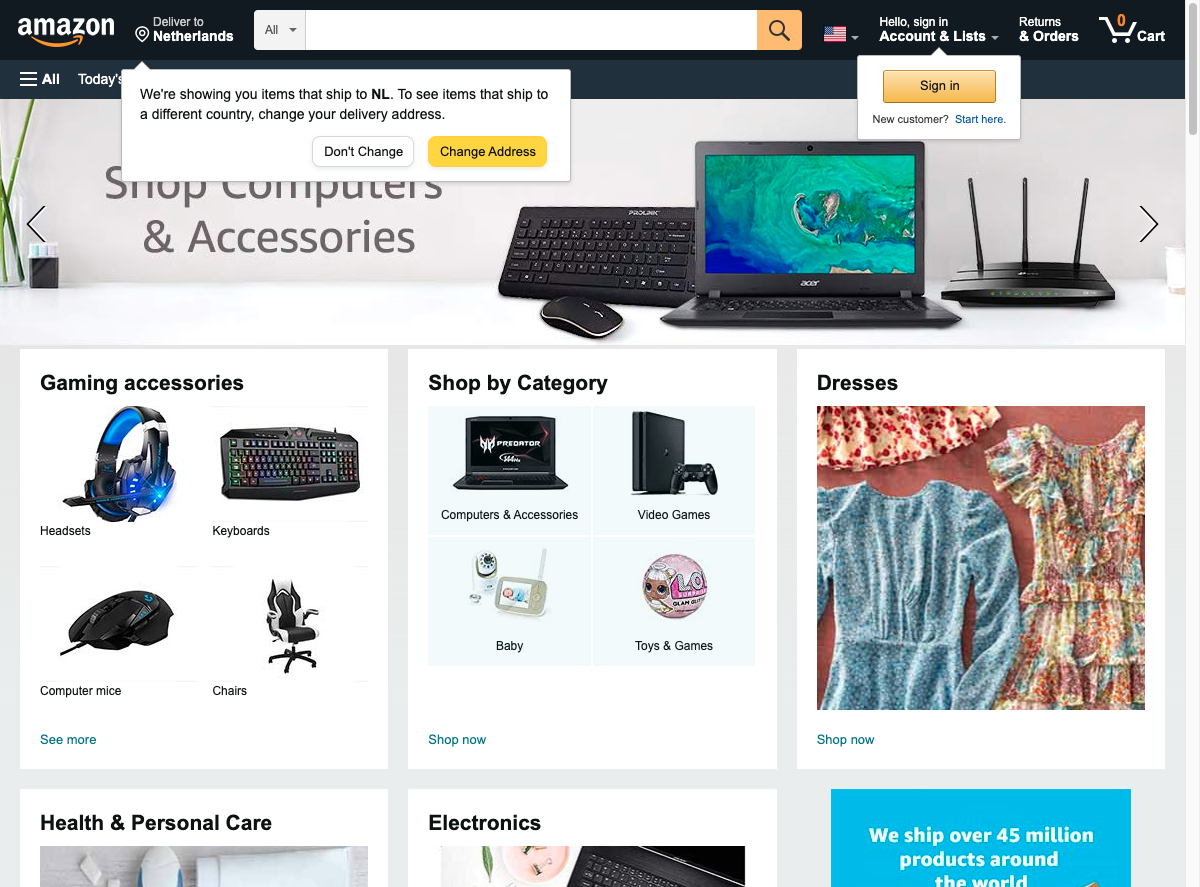 amazon
Deliver to
Netherlands
All
Hello, sign in
Account & Lists
Returns
& Orders
0
Cart
All
Today's
We're showing you items that ship to NL. To see items that ship to
a different country, change your delivery address.
Don't Change
Change Address
Sign in
New customer? Start here.
Shop Computers
& Accessories
PROLINK
acer
Gaming accessories
Headsets
Keyboards
Computer mice
Chairs
See more
Shop by Category
PREDATOR
144Hz
Computers & Accessories
Video Games
L.O.L.
SURPRISE
GLAM GLITTER
Baby
Toys & Games
Shop now
Dresses
Shop now
Health & Personal Care
Electronics
We ship over 45 million
products around
the world